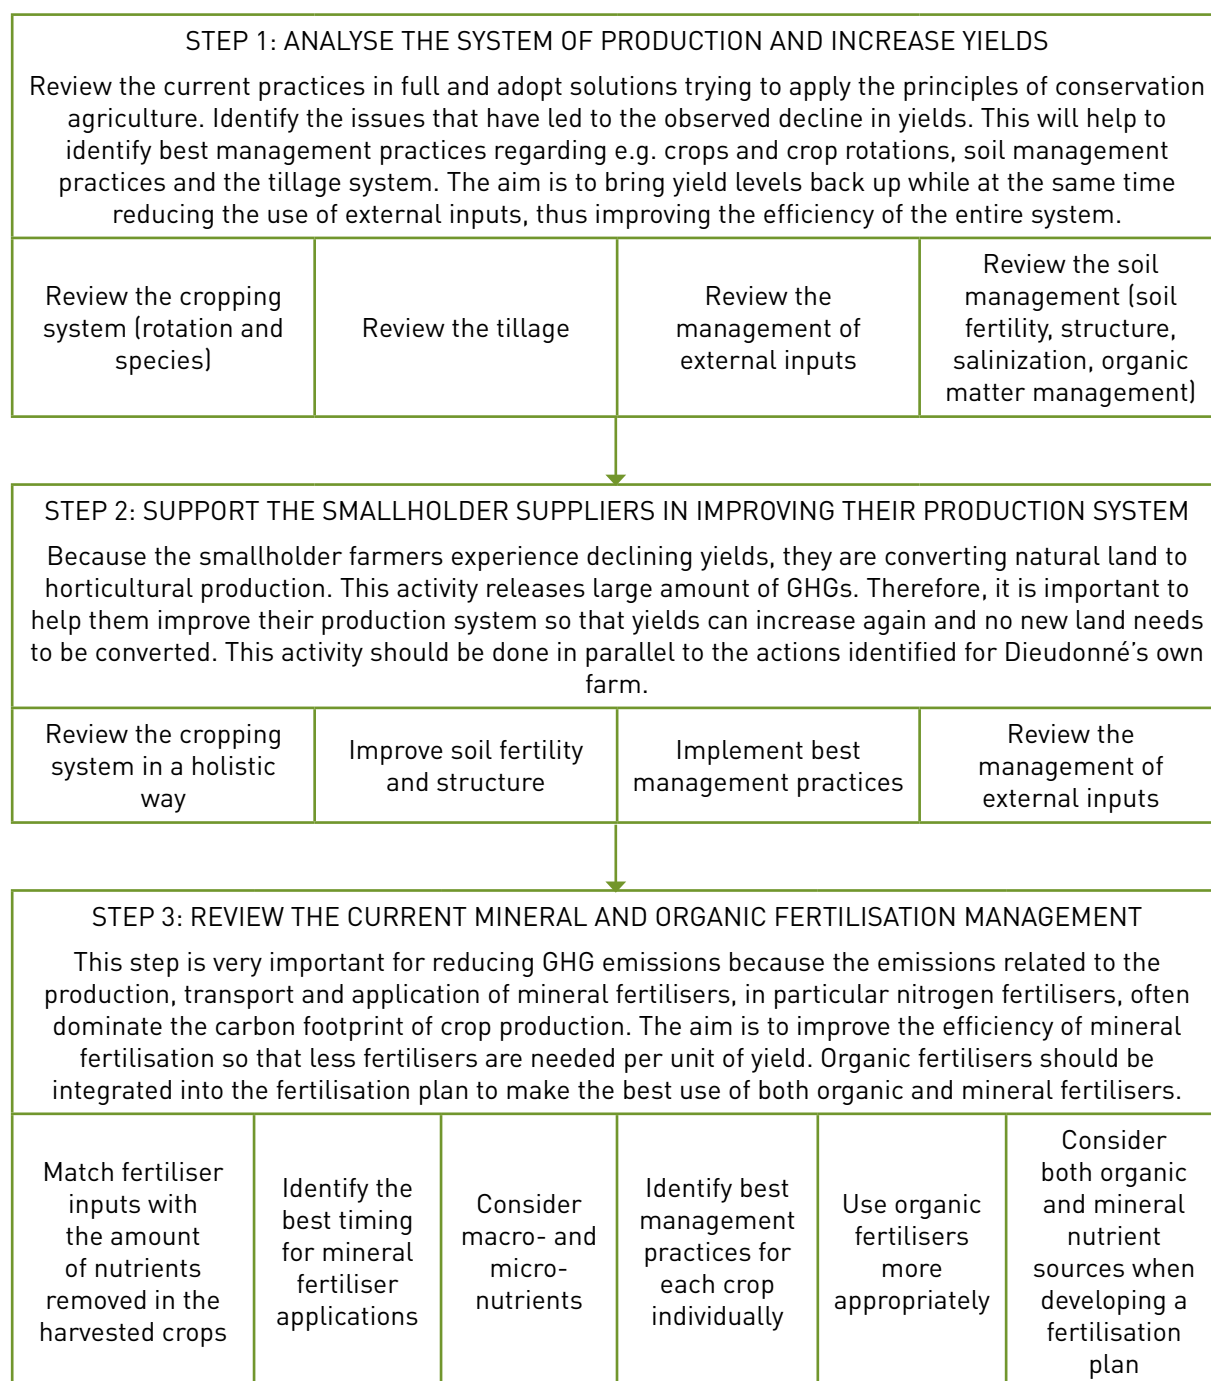 STEP 1: ANALYSE THE SYSTEM OF PRODUCTION AND INCREASE YIELDS
Review the current practices in full and adopt solutions trying to apply the principles of conservation
agriculture. Identify the issues that have led to the observed decline in yields. This will help to
identify best management practices regarding e.g. crops and crop rotations, soil management
practices and the tillage system. The aim is to bring yield levels back up while at the same time
reducing the use of external inputs, thus improving the efficiency of the entire system.
Review the cropping
system (rotation and
species)
Review the tillage
Review the
management of
external inputs
Review the soil
management (soil
fertility, structure,
salinization, organic
matter management)
STEP 2: SUPPORT THE SMALLHOLDER SUPPLIERS IN IMPROVING THEIR PRODUCTION SYSTEM
Because the smallholder farmers experience declining yields, they are converting natural land to
horticultural production. This activity releases large amount of GHGs. Therefore, it is important to
help them improve their production system so that yields can increase again and no new land needs
to be converted. This activity should be done in parallel to the actions identified for Dieudonné's own
farm.
Review the cropping
system in a holistic
way
Improve soil fertility
and structure
Implement best
management practices
Review the
management of
external inputs
STEP 3: REVIEW THE CURRENT MINERAL AND ORGANIC FERTILISATION MANAGEMENT
This step is very important for reducing GHG emissions because the emissions related to the
production, transport and application of mineral fertilisers, in particular nitrogen fertilisers, often
dominate the carbon footprint of crop production. The aim is to improve the efficiency of mineral
fertilisation so that less fertilisers are needed per unit of yield. Organic fertilisers should be
integrated into the fertilisation plan to make the best use of both organic and mineral fertilisers.
Match fertiliser
inputs with
the amount
of nutrients
removed in the
harvested crops
Identify the
best timing
for mineral
fertiliser
applications
Consider
macro- and
micro-
nutrients
Identify best
management
practices for
each crop
individually
Use organic
fertilisers
more
appropriately
Consider
both organic
and mineral
nutrient
sources when
developing a
fertilisation
plan